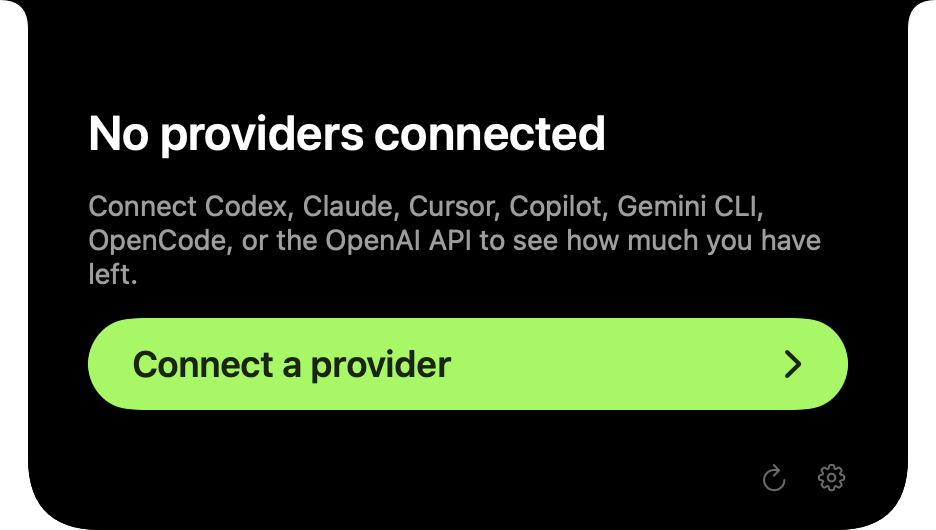 No providers connected
Connect Codex, Claude, Cursor, Copilot, Gemini CLI,
OpenCode, or the OpenAI API to see how much you have
left.
Connect a provider